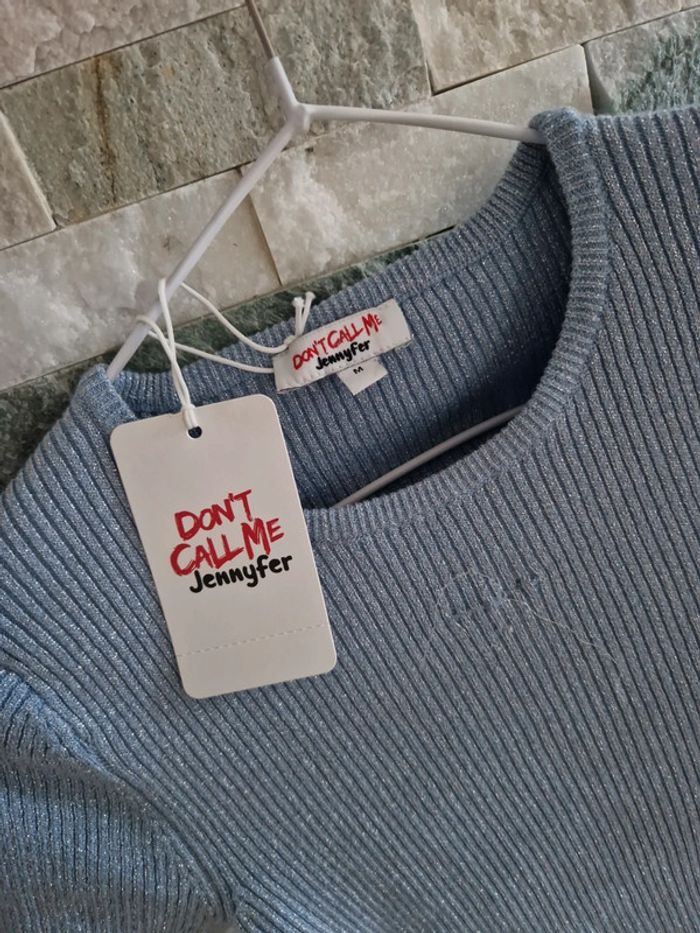 DON'T CALL ME
Jennyfer
M
DON'T
CALL ME
Jennyfer